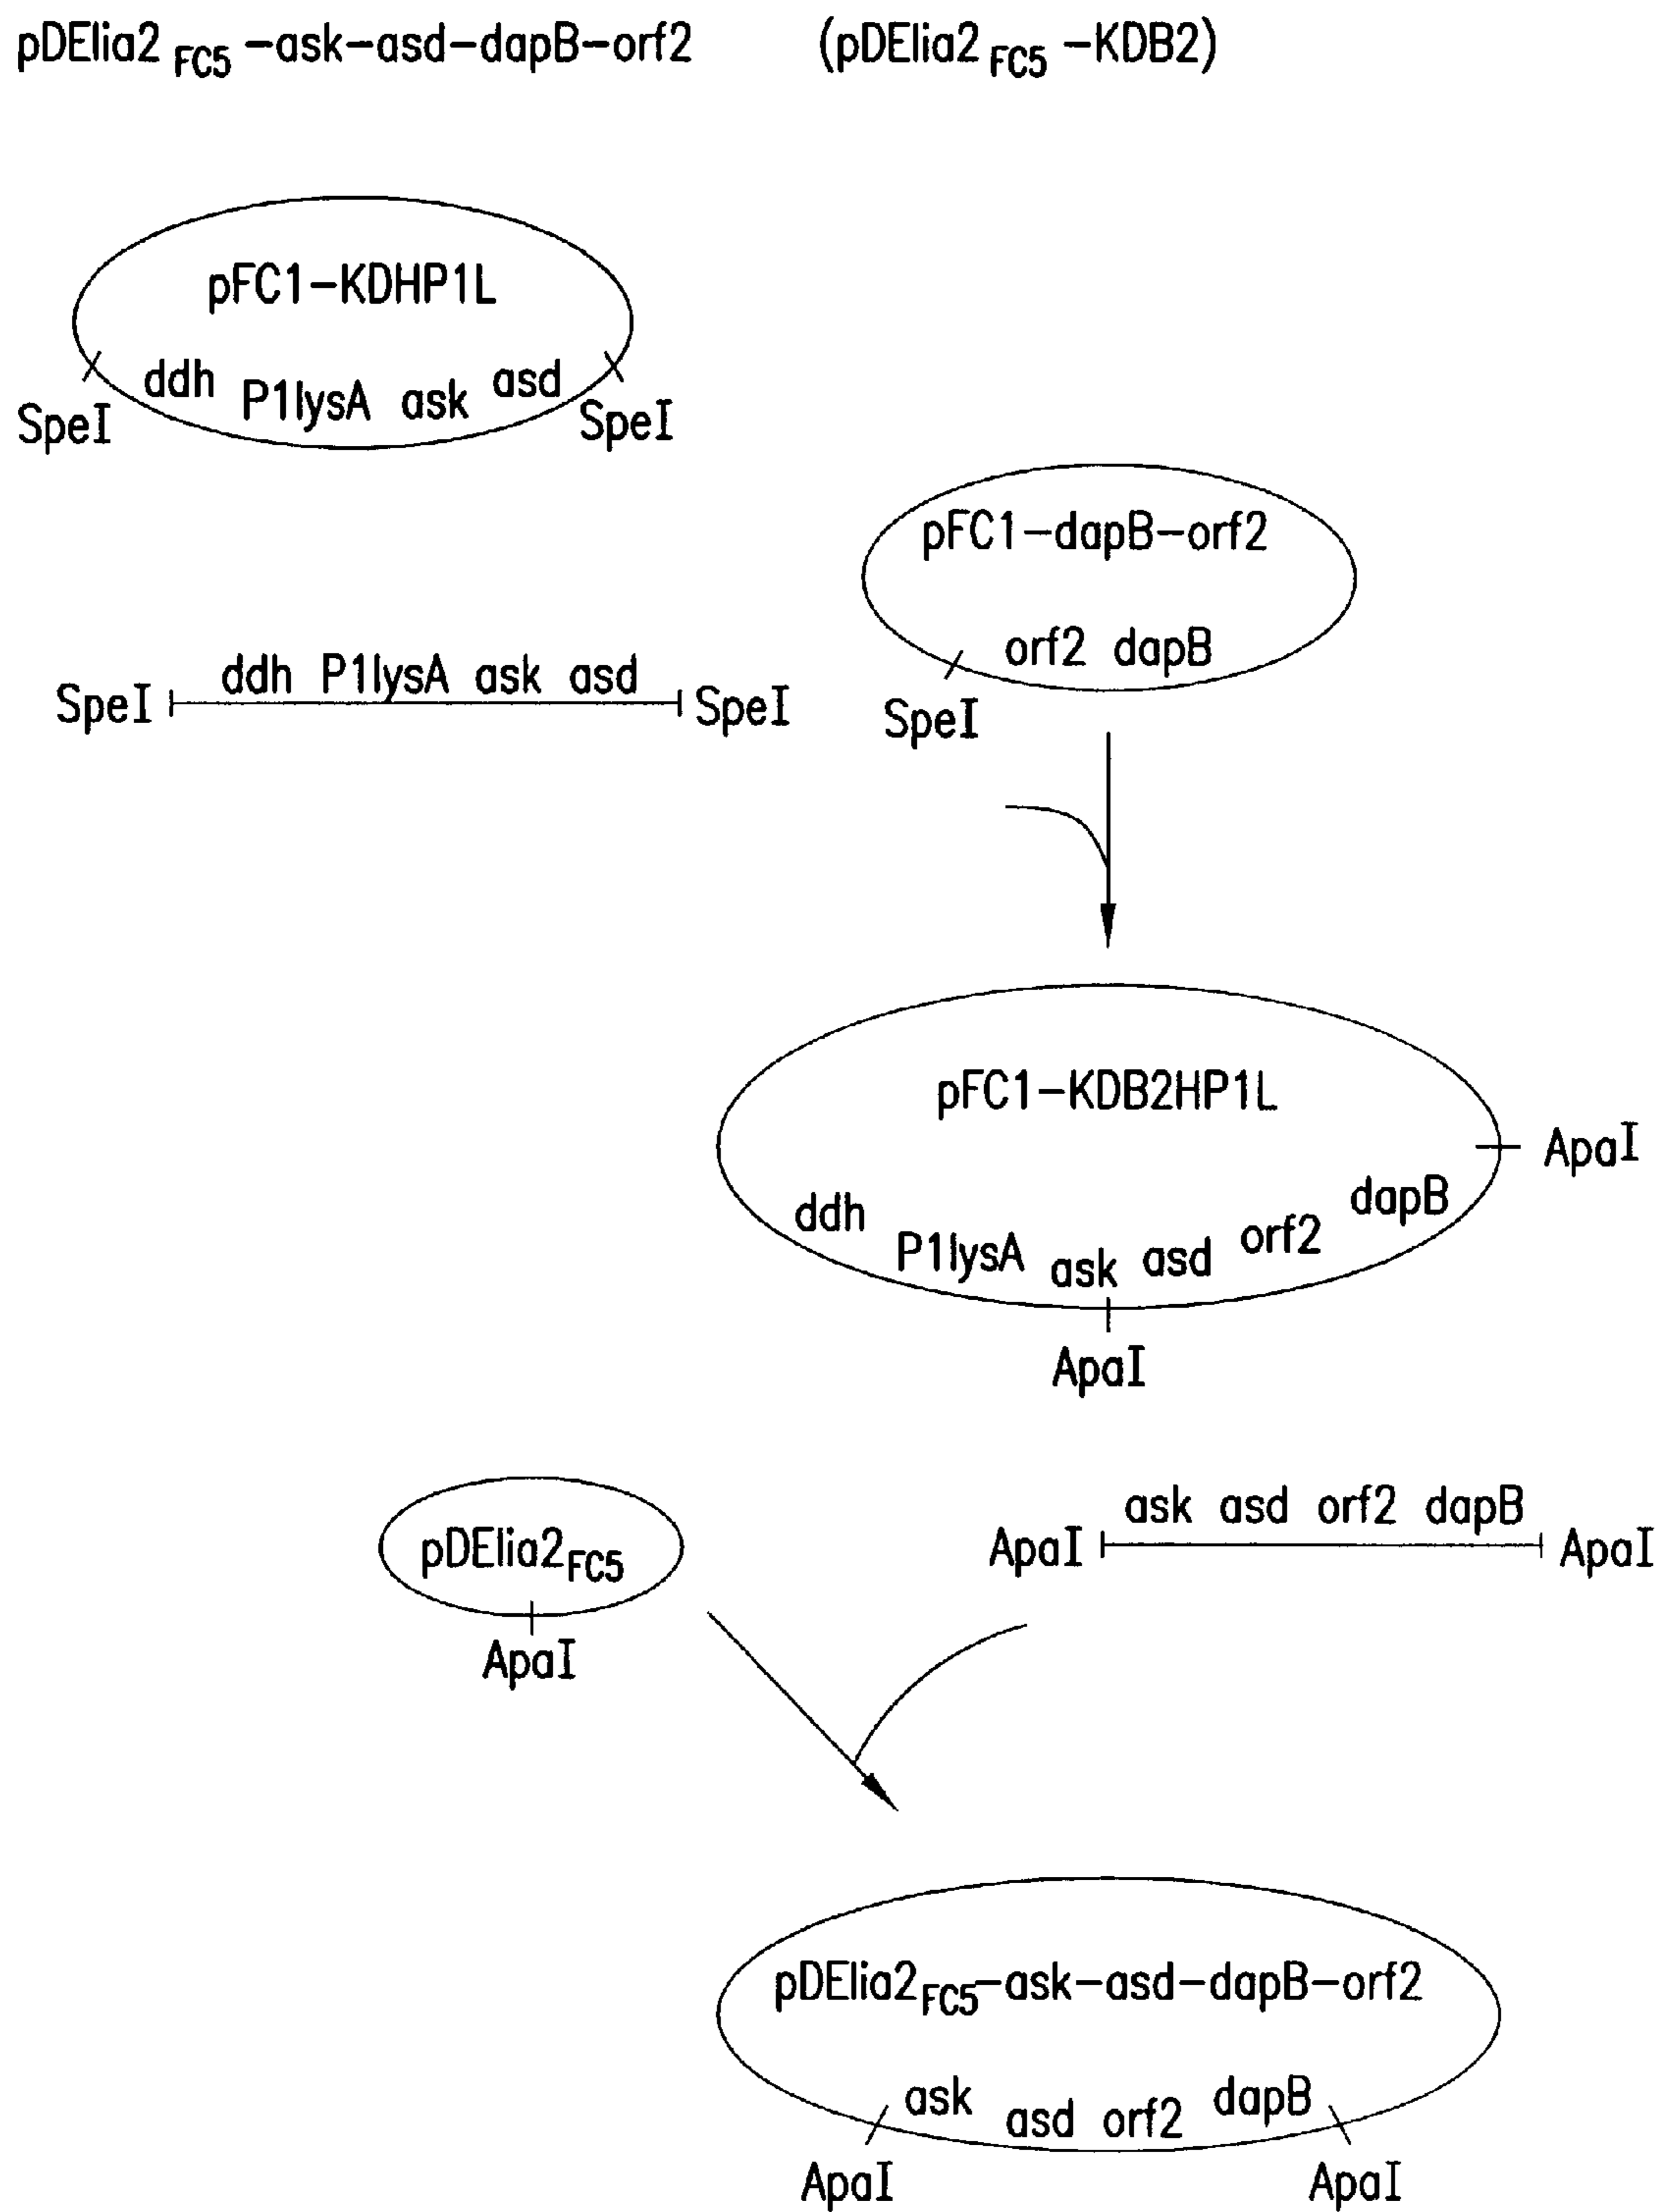 pDElia2 FC5 -ask-asd-dapB-orf2 (pDElia2 FC5 -KDB2)
pFC1-KDHP1L
ddh P1lysA ask asd
SpeI SpeI
pFC1-dapB-orf2
orf2 dapB
SpeI
ddh P1lysA ask asd
SpeI SpeI
pFC1-KDB2HP1L
ApaI
ddh P1lysA ask asd orf2 dapB
ApaI
pDElia2FC5
ApaI
ask asd orf2 dapB
ApaI ApaI
pDElia2FC5-ask-asd-dapB-orf2
ask asd orf2 dapB
ApaI ApaI